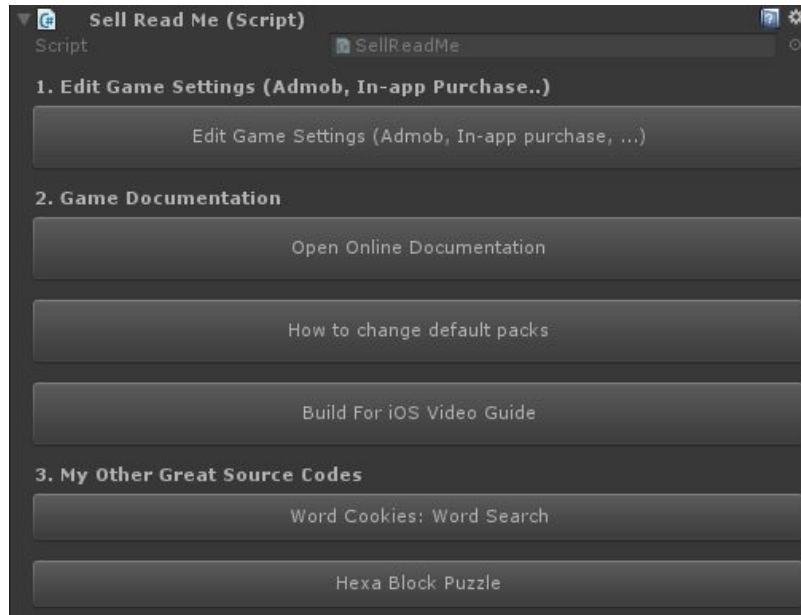 Sell Read Me (Script)
Script SellReadMe
1. Edit Game Settings (Admob, In-app Purchase..)
Edit Game Settings (Admob, In-app purchase, ...)
2. Game Documentation
Open Online Documentation
How to change default packs
Build For iOS Video Guide
3. My Other Great Source Codes
Word Cookies: Word Search
Hexa Block Puzzle